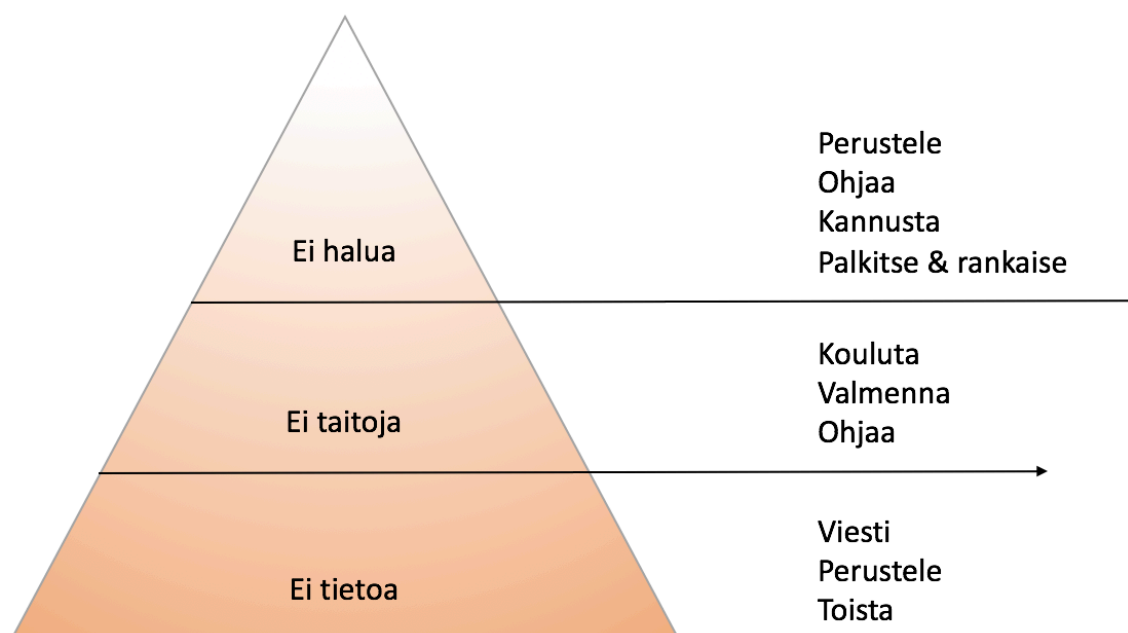 Ei halua
Perustele
Ohjaa
Kannusta
Palkitse & rankaise
Ei taitoja
Kouluta
Valmenna
Ohjaa
Ei tietoa
Viesti
Perustele
Toista